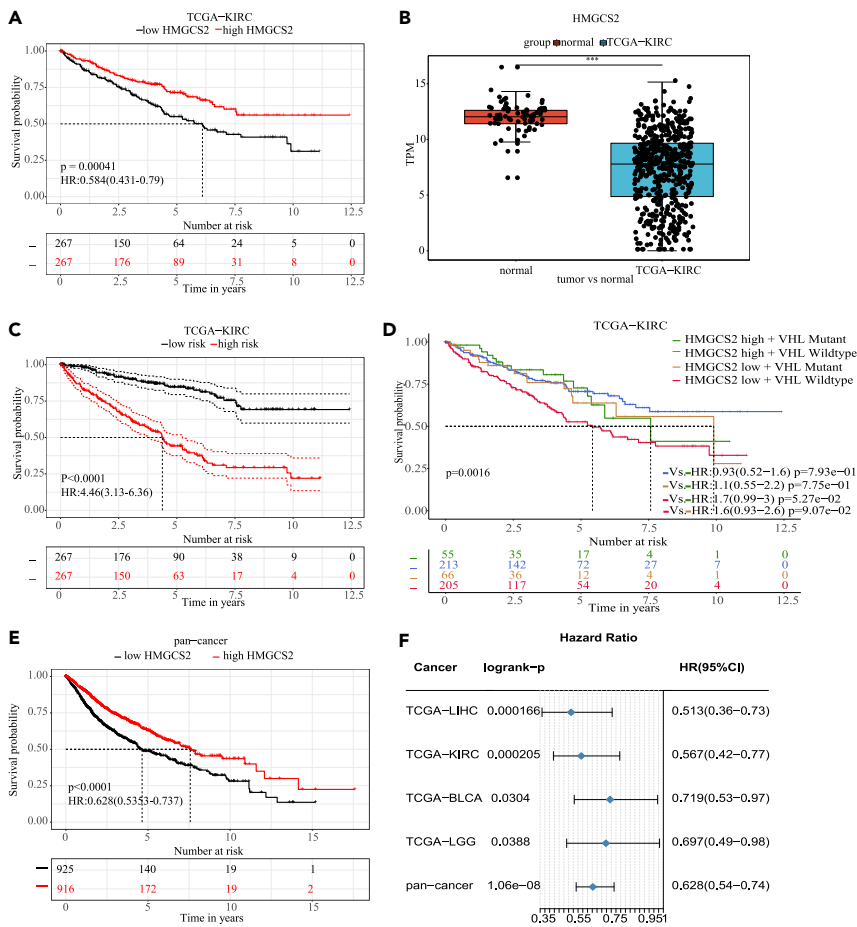 A
TCGA−KIRC
low HMGCS2 high HMGCS2
Survival probability
1.00
0.75
0.50
0.25
0.00
p = 0.00041
HR:0.584(0.431-0.79)
0 2.5 5 7.5 10 12.5
Number at risk
267 150 64 24 5 0
267 176 89 31 8 0
0 2.5 5 7.5 10 12.5
Time in years
B
HMGCS2
group normal TCGA−KIRC
***
TPM
15
10
5
0
normal TCGA−KIRC
tumor vs normal
C
TCGA−KIRC
low risk high risk
Survival probability
1.00
0.75
0.50
0.25
0.00
P<0.0001
HR:4.46(3.13-6.36)
0 2.5 5 7.5 10 12.5
Number at risk
267 176 90 38 9 0
267 150 63 17 4 0
0 2.5 5 7.5 10 12.5
Time in years
D
TCGA−KIRC
HMGCS2 high + VHL Mutant
HMGCS2 high + VHL Wildtype
HMGCS2 low + VHL Mutant
HMGCS2 low + VHL Wildtype
Survival probability
1.00
0.75
0.50
0.25
0.00
p=0.0016
Vs. HR:0.93(0.52−1.6) p=7.93e−01
Vs. HR:1.1(0.55−2.2) p=7.75e−01
Vs. HR:1.7(0.99−3) p=5.27e−02
Vs. HR:1.6(0.93−2.6) p=9.07e−02
0 2.5 5 7.5 10 12.5
Number at risk
55 35 17 4 1 0
213 142 72 27 7 0
66 36 12 4 1 0
205 117 54 20 4 0
0 2.5 5 7.5 10 12.5
Time in years
E
pan−cancer
low HMGCS2 high HMGCS2
Survival probability
1.00
0.75
0.50
0.25
0.00
p<0.0001
HR:0.628(0.5353-0.737)
0 5 10 15
Number at risk
925 140 19 1
916 172 19 2
0 5 10 15
Time in years
F
Hazard Ratio
Cancer logrank−p HR(95%CI)
TCGA−LIHC 0.000166 0.513(0.36−0.73)
TCGA−KIRC 0.000205 0.567(0.42−0.77)
TCGA−BLCA 0.0304 0.719(0.53−0.97)
TCGA−LGG 0.0388 0.697(0.49−0.98)
pan−cancer 1.06e−08 0.628(0.54−0.74)
0.35 0.55 0.75 0.951